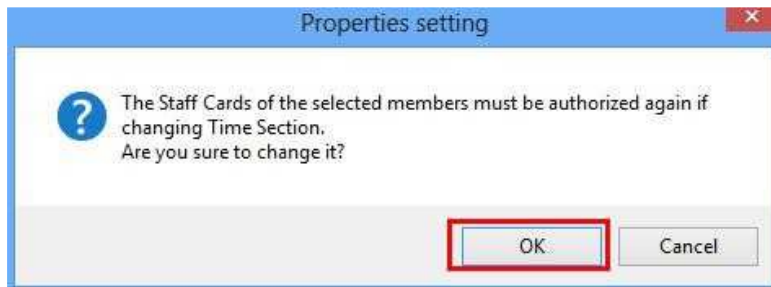 Properties setting
The Staff Cards of the selected members must be authorized again if
changing Time Section.
Are you sure to change it?
OK
Cancel